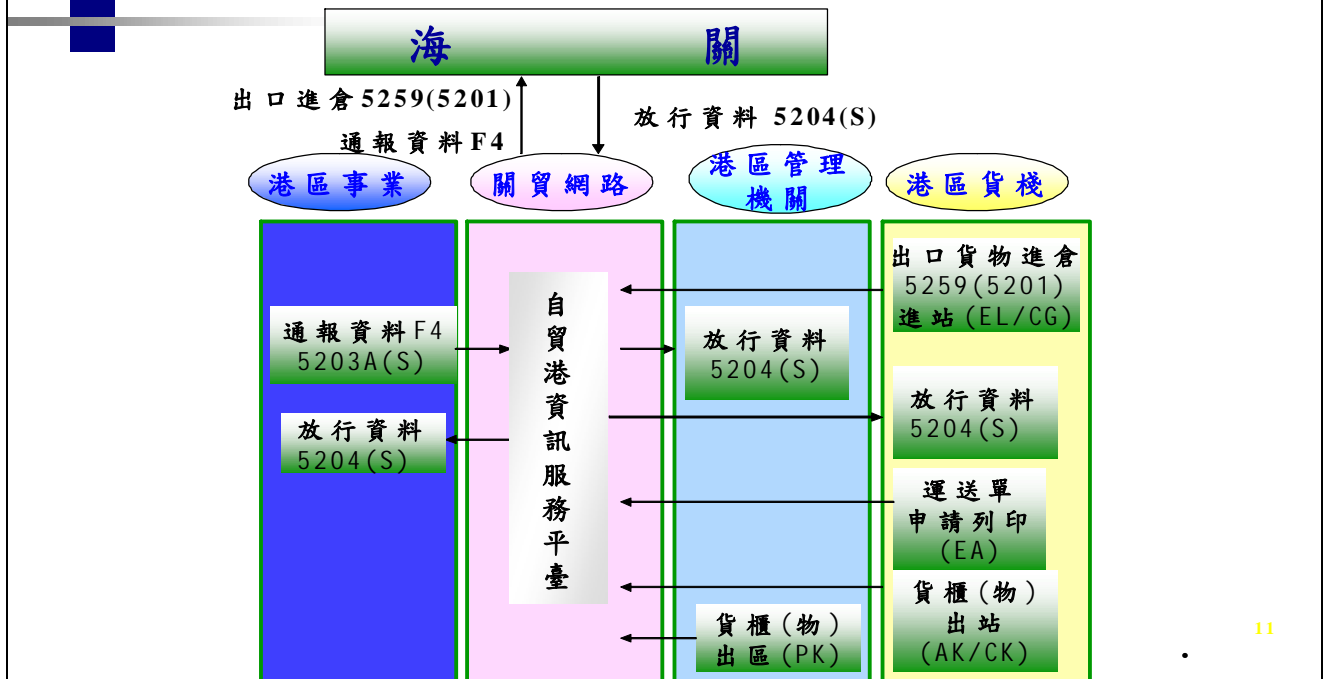 海 關
出口進倉5259(5201)
通報資料F4
放行資料 5204(S)
港區事業
關貿網路
港區管理
機關
港區貨棧
自貿港資訊服務平臺
通報資料F4
5203A(S)
放行資料
5204(S)
放行資料
5204(S)
出口貨物進倉
5259(5201)
進站(EL/CG)
放行資料
5204(S)
運送單
申請列印
(EA)
貨櫃(物)
出站
(AK/CK)
貨櫃(物)
出區(PK)
11
.